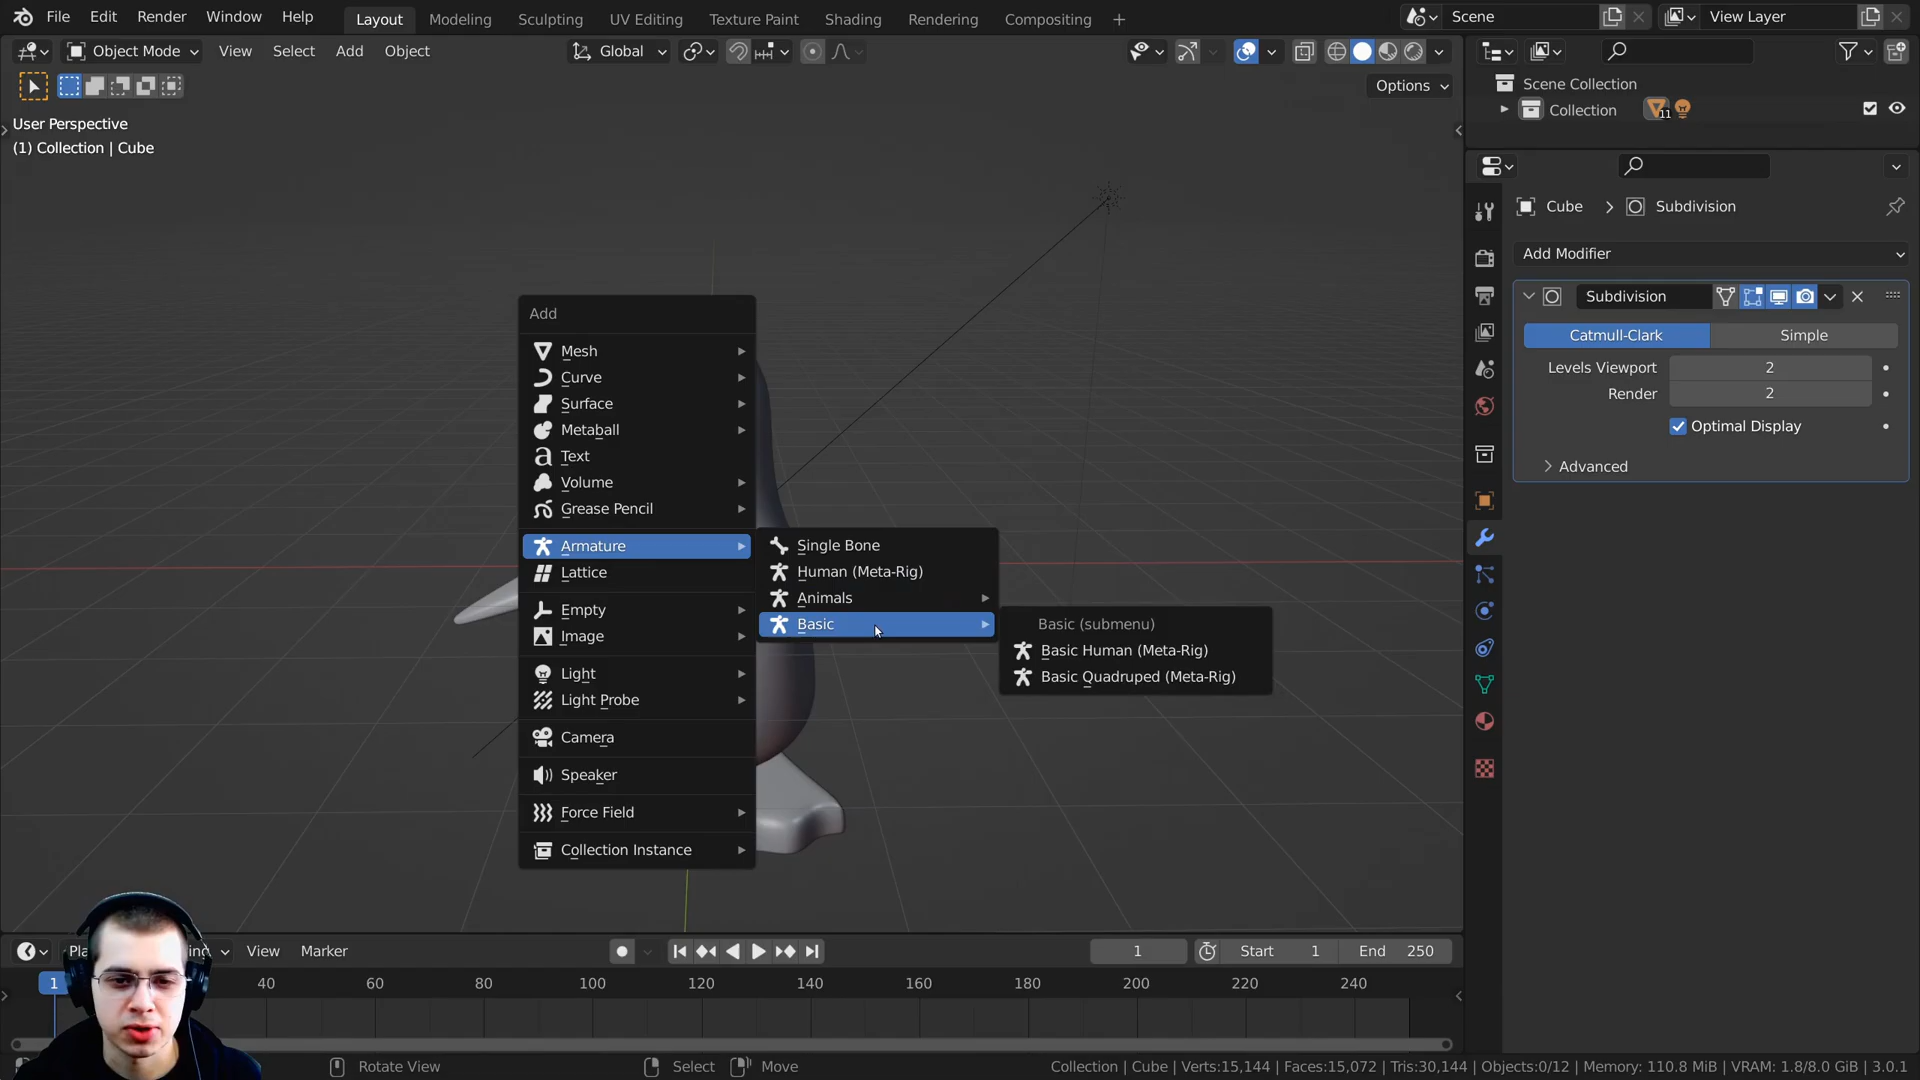 File Edit Render Window Help Layout Modeling Sculpting UV Editing Texture Paint Shading Rendering Compositing + Scene View Layer
Object Mode View Select Add Object Global
Options
User Perspective
(1) Collection | Cube
Scene Collection
Collection 11
Cube > Subdivision
Add Modifier
Subdivision
Catmull-Clark Simple
Levels Viewport 2
Render 2
Optimal Display
Advanced
Add
Mesh
Curve
Surface
Metaball
Text
Volume
Grease Pencil
Armature
Lattice
Empty
Image
Light
Light Probe
Camera
Speaker
Force Field
Collection Instance
Single Bone
Human (Meta-Rig)
Animals
Basic
Basic (submenu)
Basic Human (Meta-Rig)
Basic Quadruped (Meta-Rig)
View Marker 1 Start 1 End 250
1 40 60 80 100 120 140 160 180 200 220 240
Rotate View Select Move Collection | Cube | Verts:15,144 | Faces:15,072 | Tris:30,144 | Objects:0/12 | Memory: 110.8 MiB | VRAM: 1.8/8.0 GiB | 3.0.1